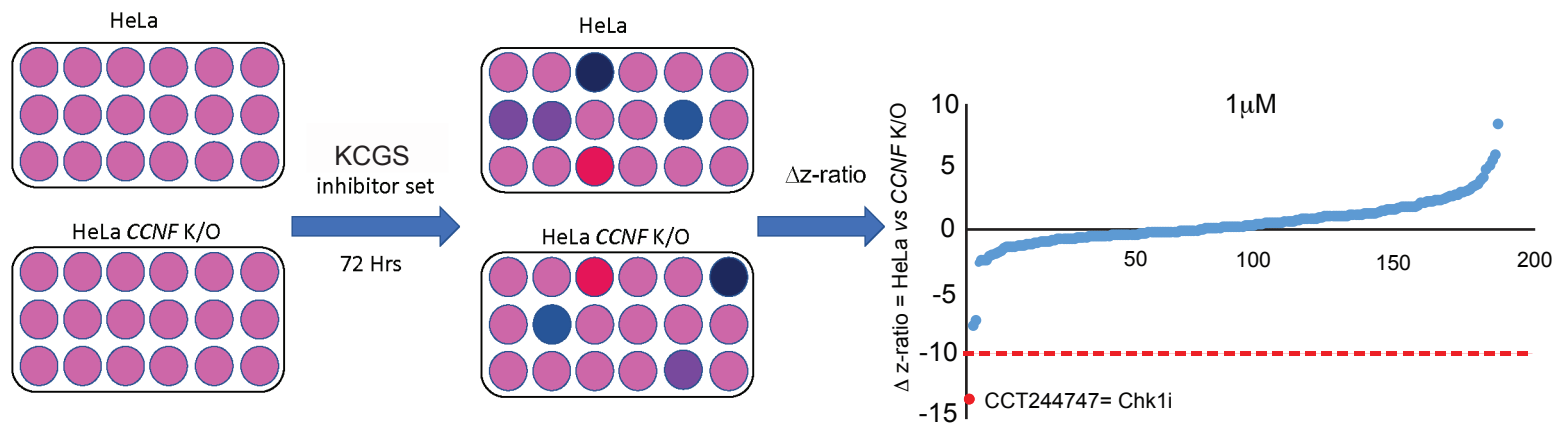 HeLa
HeLa CCNF K/O
KCGS
inhibitor set
72 Hrs
HeLa
HeLa CCNF K/O
Δz-ratio
Δ z-ratio = HeLa vs CCNF K/O
1μM
10
5
0
-5
-10
-15
50
100
150
200
CCT244747= Chk1i